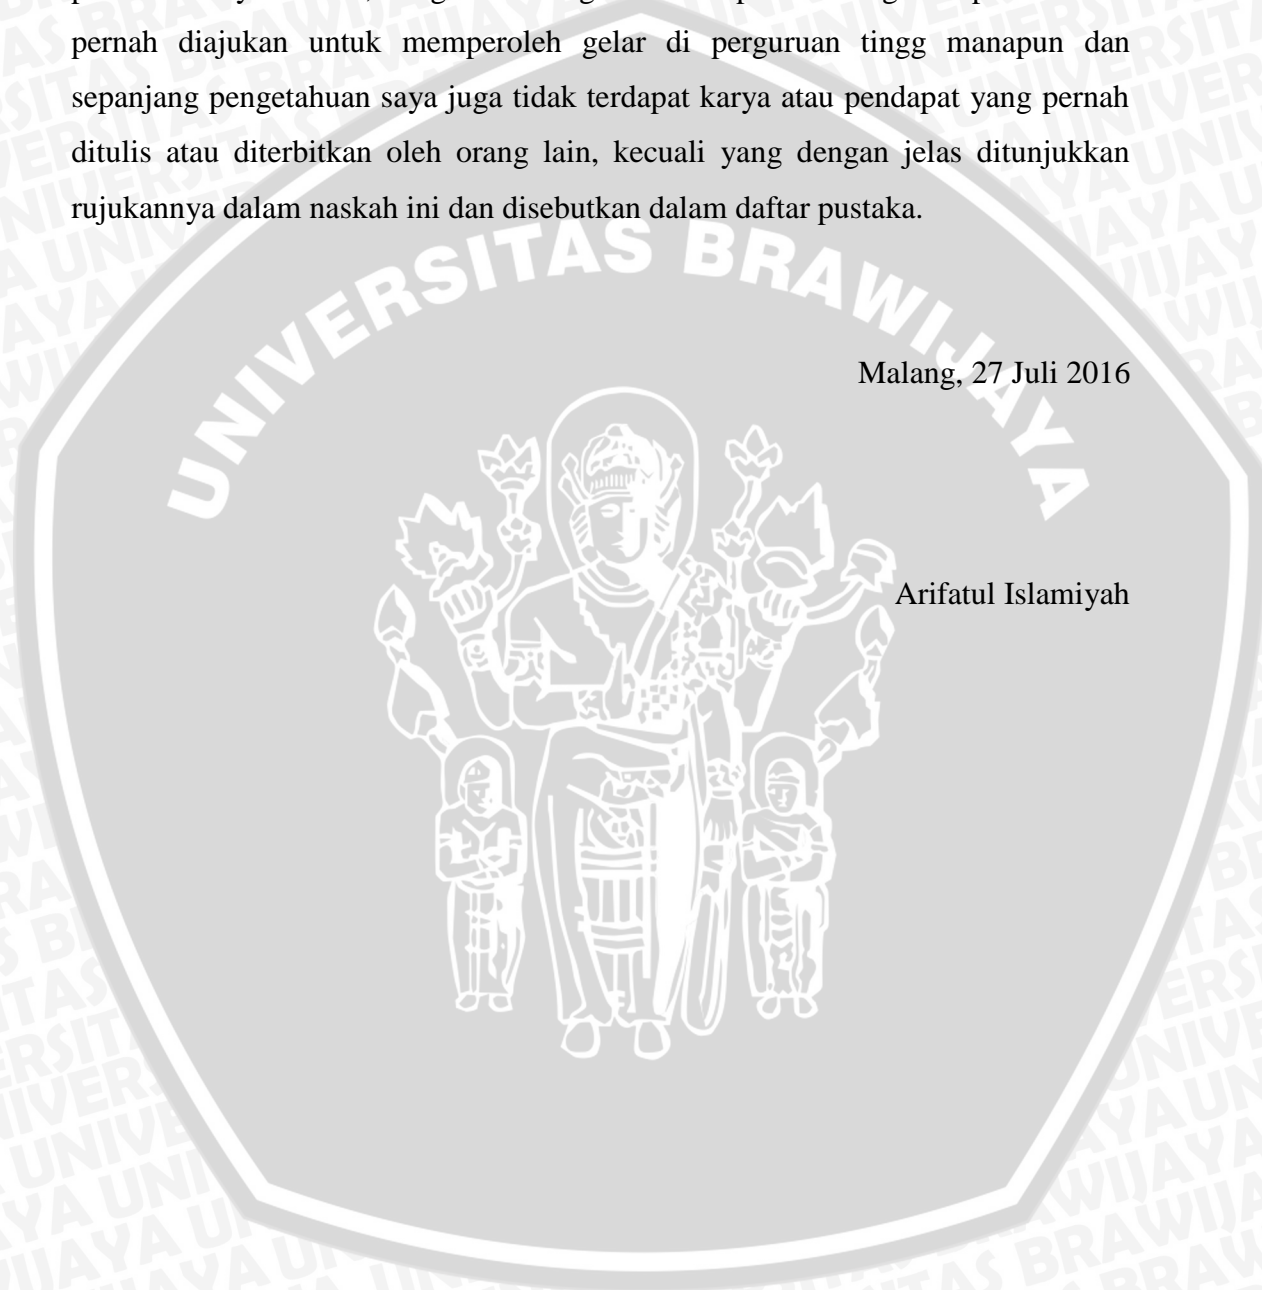 pernah diajukan untuk memperoleh gelar di perguruan tingg manapun dan
sepanjang pengetahuan saya juga tidak terdapat karya atau pendapat yang pernah
ditulis atau diterbitkan oleh orang lain, kecuali yang dengan jelas ditunjukkan
rujukannya dalam naskah ini dan disebutkan dalam daftar pustaka.
UNIVERSITAS BRAWIJAYA
Malang, 27 Juli 2016
Arifatul Islamiyah